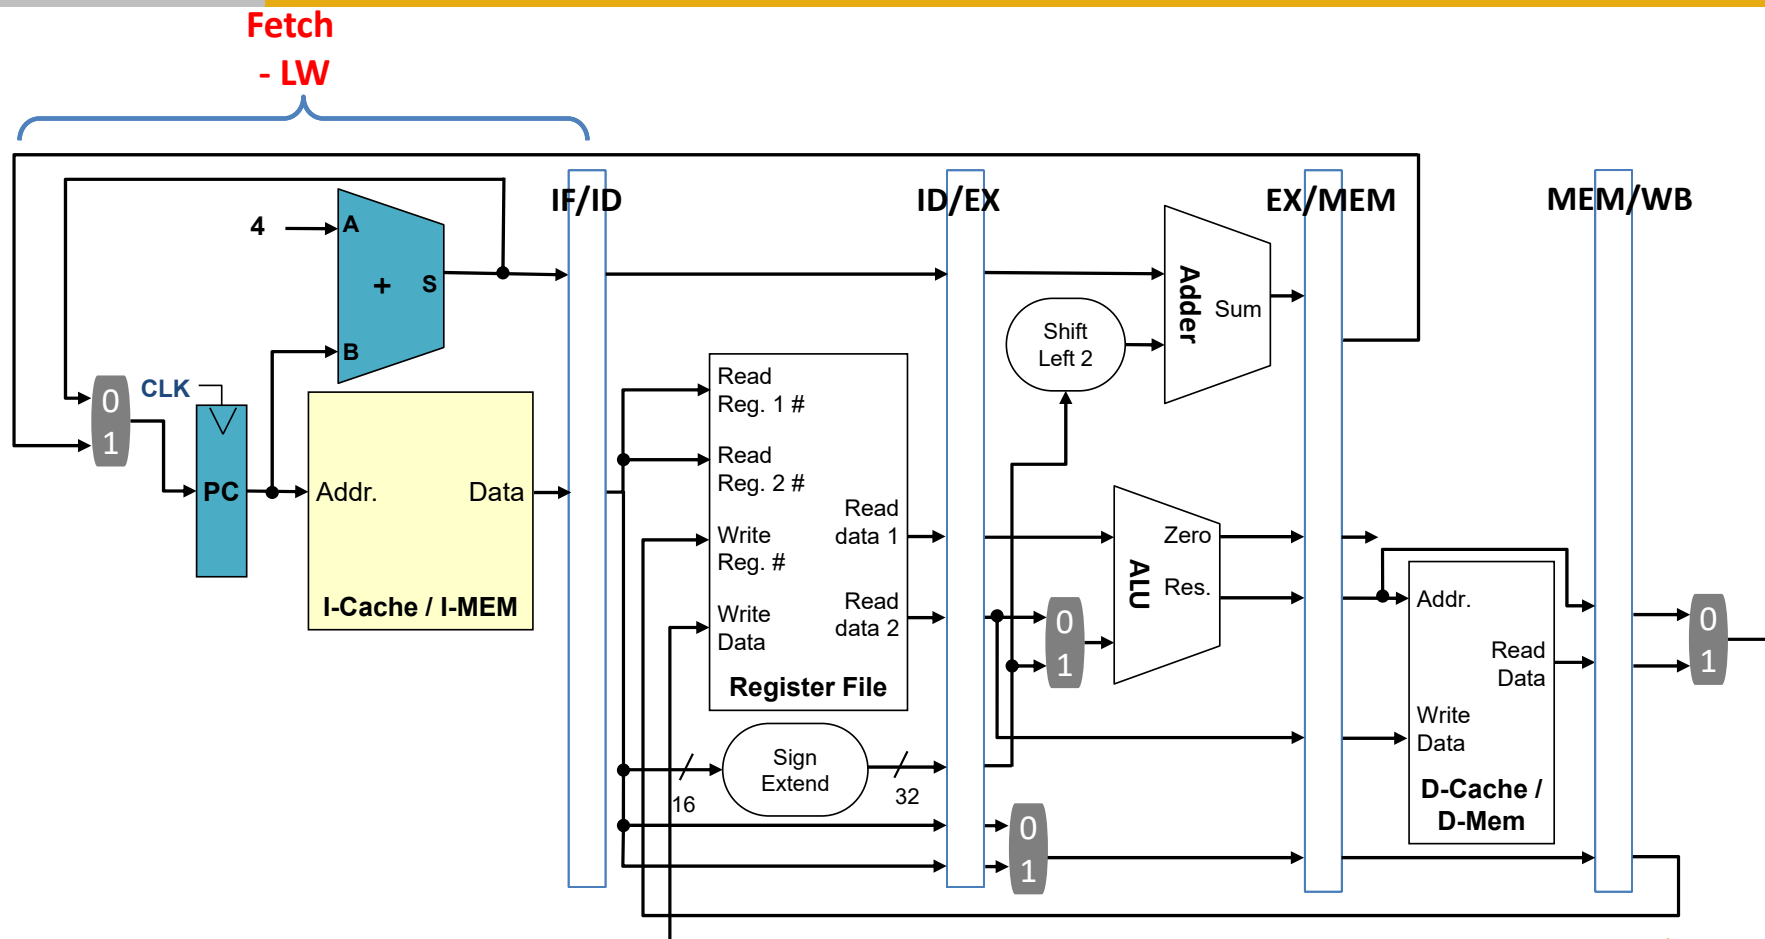 Fetch
- LW
IF/ID
ID/EX
EX/MEM
MEM/WB
4
A
+
S
B
Adder
Sum
Shift
Left 2
CLK
0
1
PC
Addr.
Data
I-Cache / I-MEM
Read
Reg. 1 #
Read
Reg. 2 #
Write
Reg. #
Write
Data
Read
data 1
Read
data 2
Register File
16
Sign
Extend
32
0
1
ALU
Zero
Res.
0
1
Addr.
Read
Data
Write
Data
D-Cache /
D-Mem
0
1